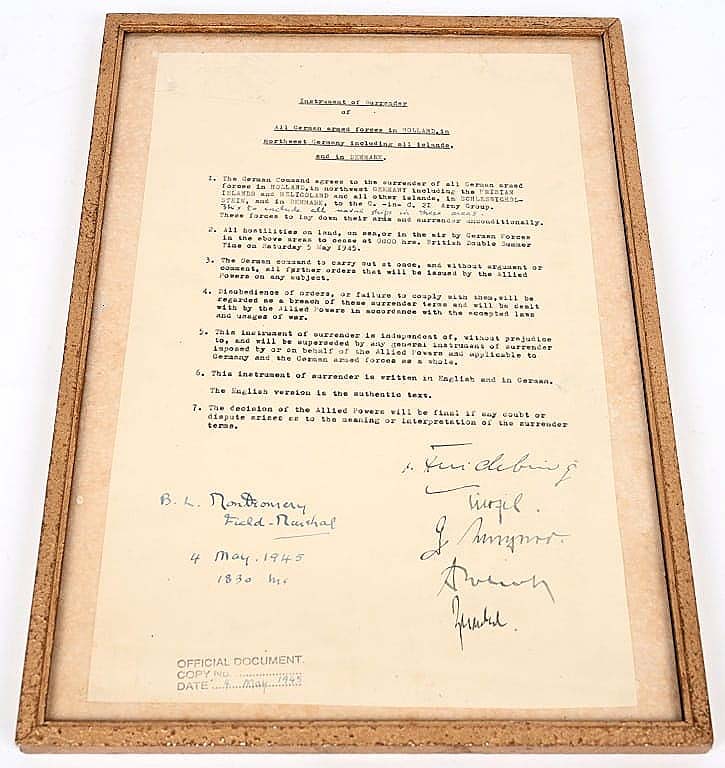 Instrument of Surrender
of
All German armed forces in HOLLAND, in
northwest Germany including all islands,
and in DENMARK.
1. The German Command agrees to the surrender of all German armed
forces in HOLLAND, in northwest GERMANY including the FRISIAN
ISLANDS and HELIGOLAND and all other islands, in SCHLESWIG-HOL-
STEIN, and in DENMARK, to the C.-in-C. 21 Army Group.
This to include all naval ships in these areas.
These forces to lay down their arms and surrender unconditionally.
2. All hostilities on land, on sea, or in the air by German forces
in the above areas to cease at 0800 hrs. British Double Summer
Time on Saturday 5 May 1945.
3. The German command to carry out at once, and without argument or
comment, all further orders that will be issued by the Allied
Powers on any subject.
4. Disobedience of orders, or failure to comply with them, will be
regarded as a breach of these surrender terms and will be dealt
with by the Allied Powers in accordance with the accepted laws
and usages of war.
5. This instrument of surrender is independent of, without prejudice
to, and will be superseded by any general instrument of surrender
imposed by or on behalf of the Allied Powers and applicable to
Germany and the German armed forces as a whole.
6. This instrument of surrender is written in English and in German.
The English version is the authentic text.
7. The decision of the Allied Powers will be final if any doubt or
dispute arises as to the meaning or interpretation of the surrender
terms.
B. L. Montgomery
Field-Marshal
4 May. 1945
1830 hrs
OFFICIAL DOCUMENT.
COPY NO.
DATE 4 May 1945